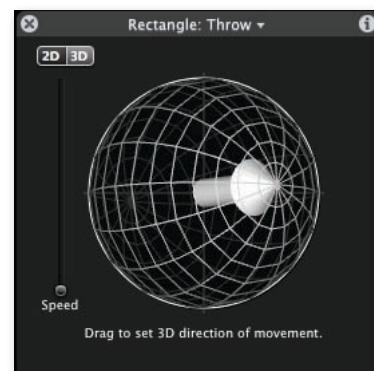 Rectangle: Throw
2D 3D
Speed
Drag to set 3D direction of movement.